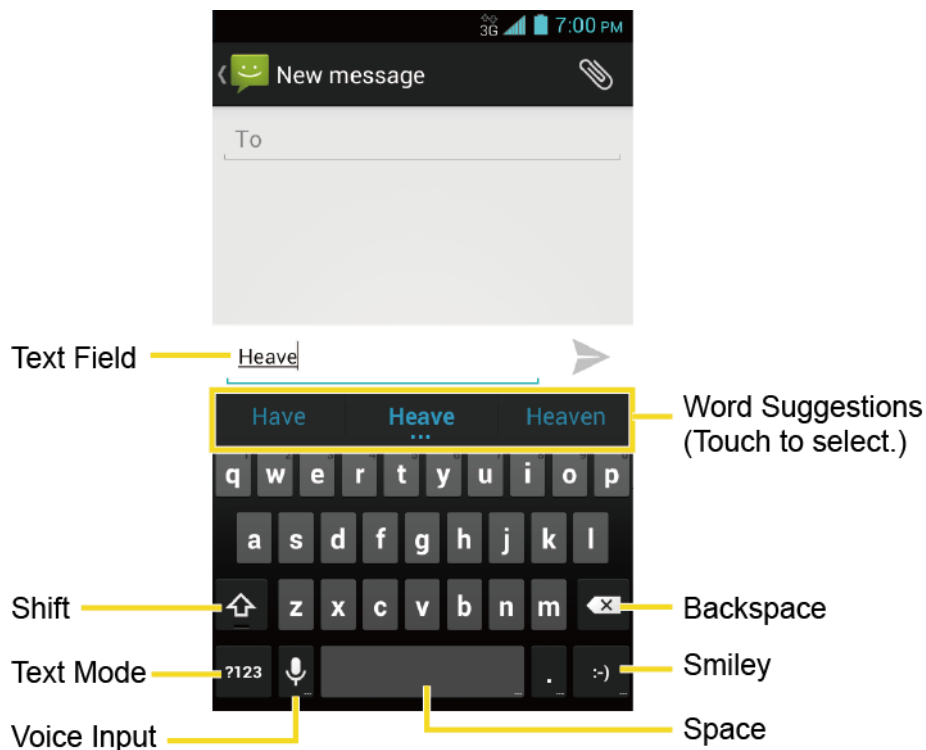 3G 7:00 PM
New message
To
Text Field Heave
Have Heave Heaven
Word Suggestions
(Touch to select.)
q w e r t y u i o p
a s d f g h j k l
Shift z x c v b n m Backspace
Text Mode ?123 . :-) Smiley
Voice Input Space